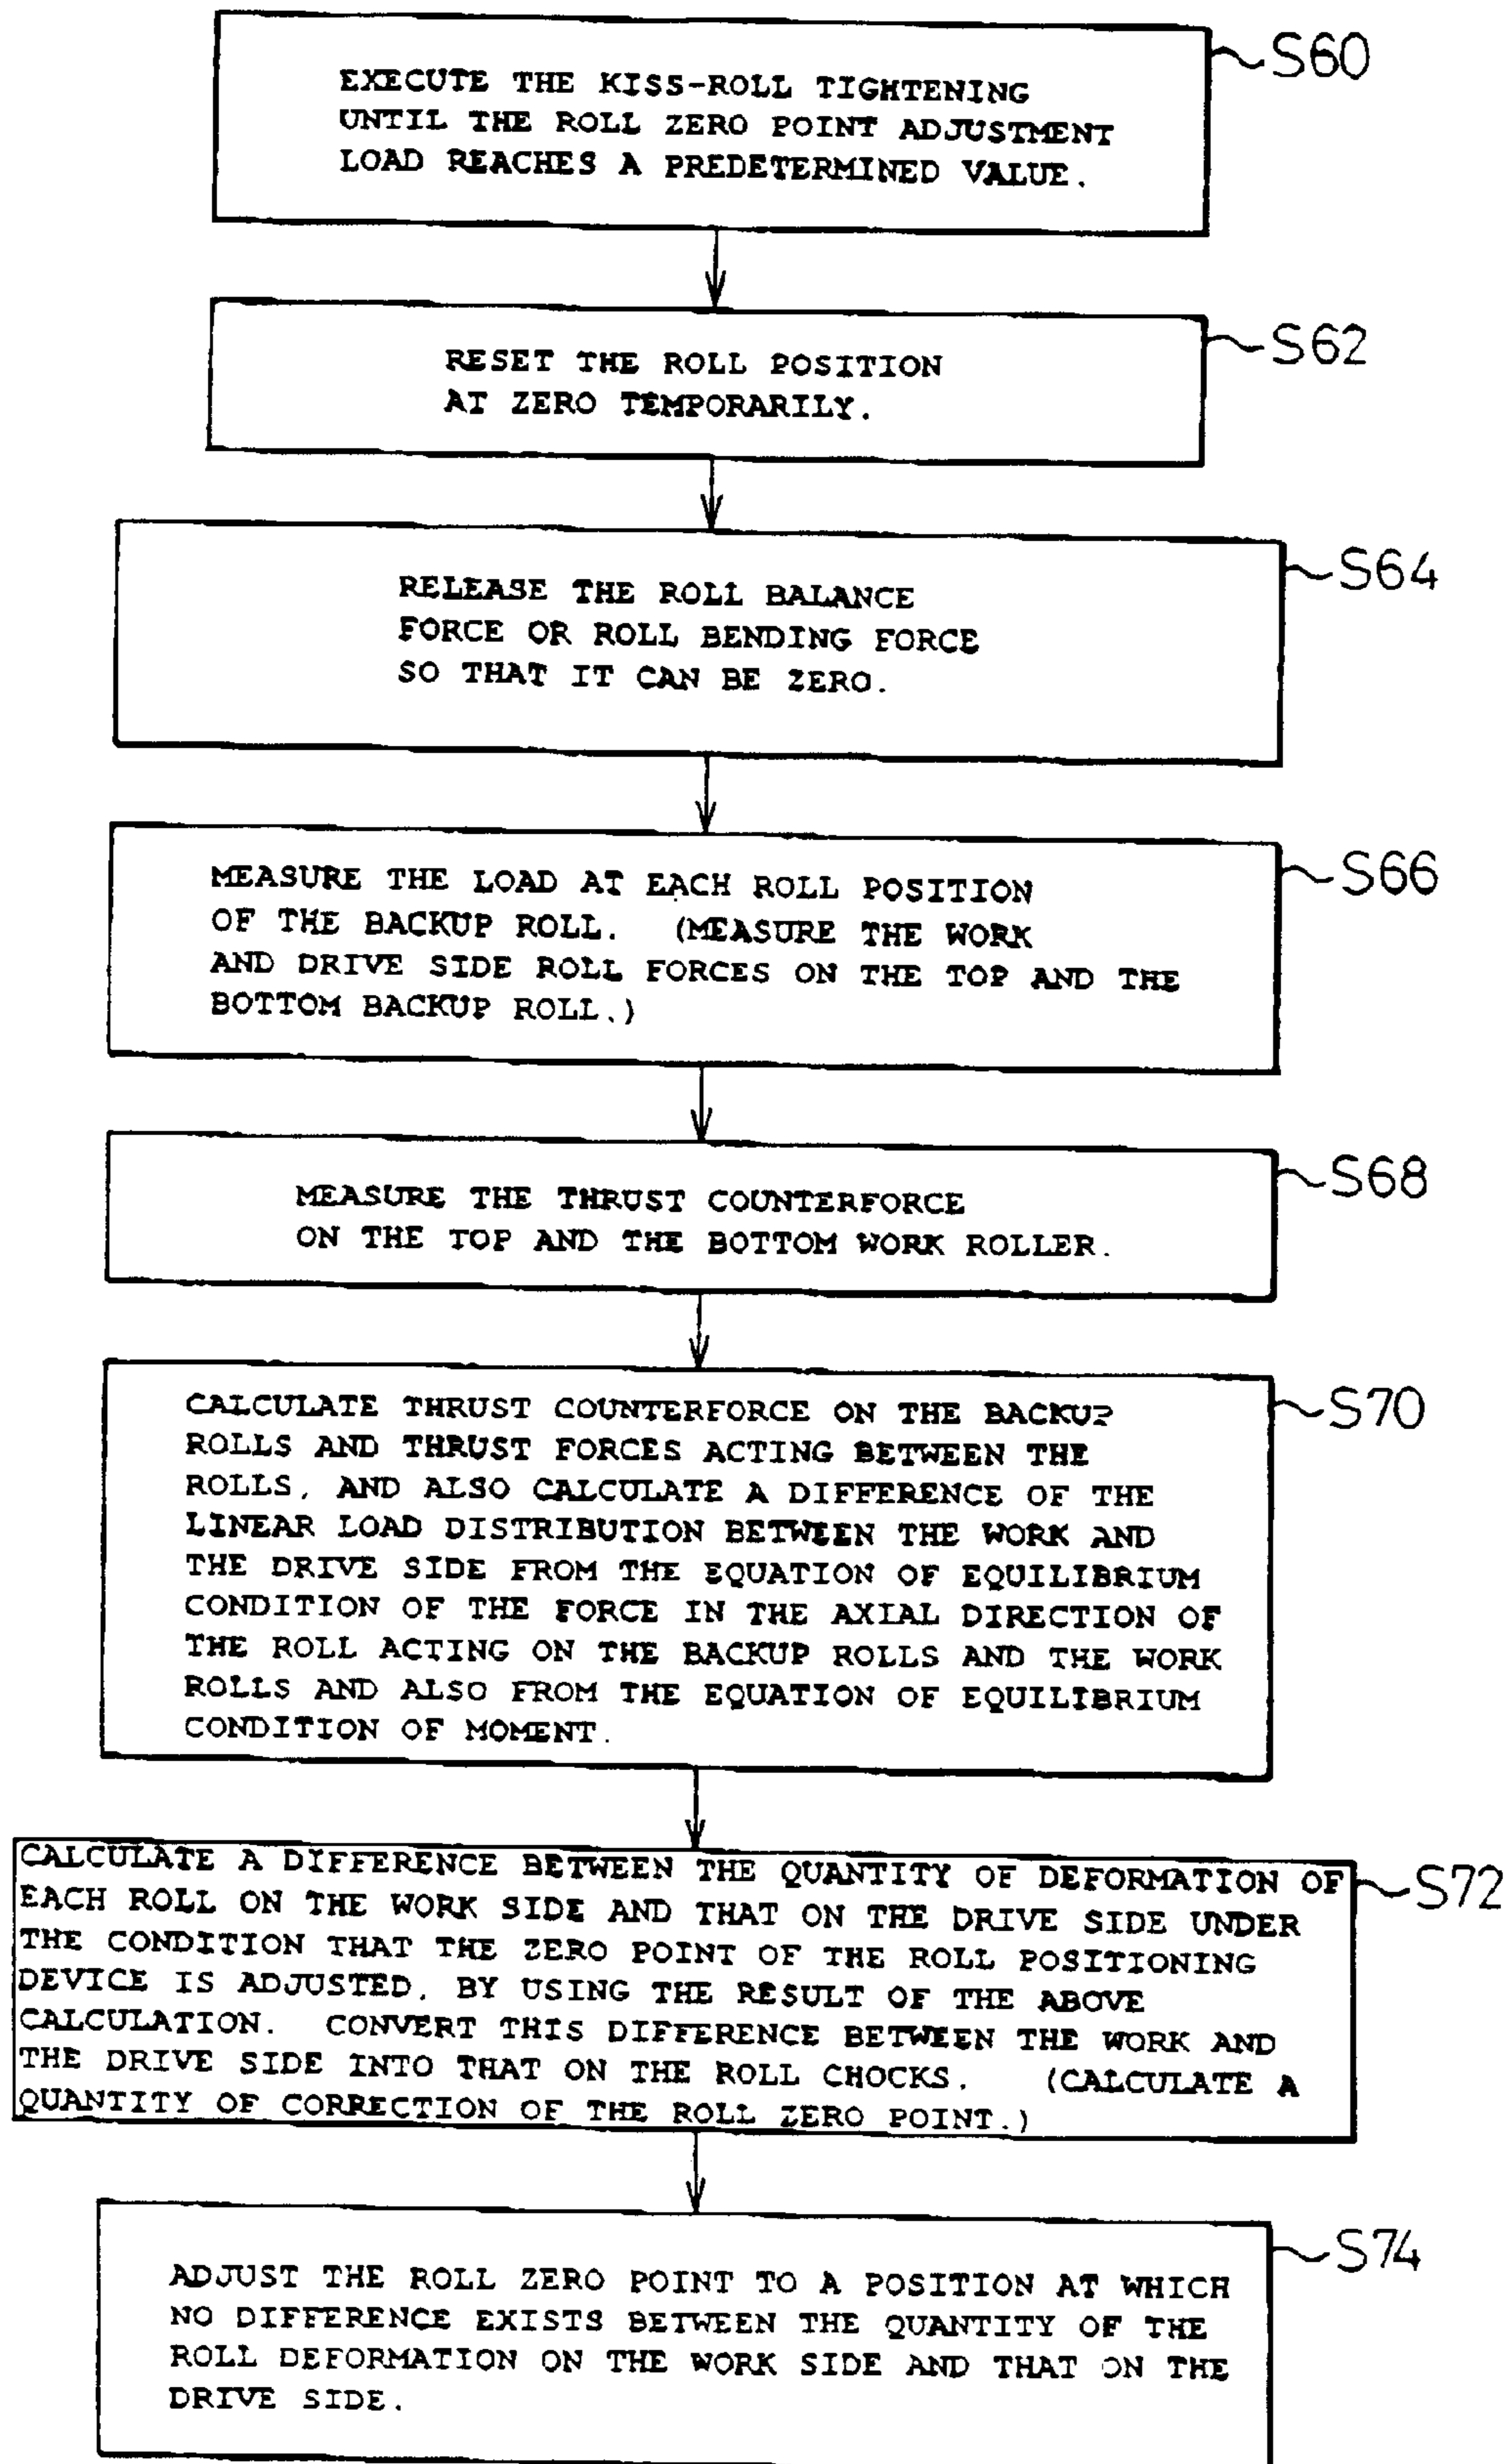 S60
EXECUTE THE KISS-ROLL TIGHTENING
UNTIL THE ROLL ZERO POINT ADJUSTMENT
LOAD REACHES A PREDETERMINED VALUE.
S62
RESET THE ROLL POSITION
AT ZERO TEMPORARILY.
S64
RELEASE THE ROLL BALANCE
FORCE OR ROLL BENDING FORCE
SO THAT IT CAN BE ZERO.
S66
MEASURE THE LOAD AT EACH ROLL POSITION
OF THE BACKUP ROLL. (MEASURE THE WORK
AND DRIVE SIDE ROLL FORCES ON THE TOP AND THE
BOTTOM BACKUP ROLL.)
S68
MEASURE THE THRUST COUNTERFORCE
ON THE TOP AND THE BOTTOM WORK ROLLER.
S70
CALCULATE THRUST COUNTERFORCE ON THE BACKUP
ROLLS AND THRUST FORCES ACTING BETWEEN THE
ROLLS, AND ALSO CALCULATE A DIFFERENCE OF THE
LINEAR LOAD DISTRIBUTION BETWEEN THE WORK AND
THE DRIVE SIDE FROM THE EQUATION OF EQUILIBRIUM
CONDITION OF THE FORCE IN THE AXIAL DIRECTION OF
THE ROLL ACTING ON THE BACKUP ROLLS AND THE WORK
ROLLS AND ALSO FROM THE EQUATION OF EQUILIBRIUM
CONDITION OF MOMENT.
S72
CALCULATE A DIFFERENCE BETWEEN THE QUANTITY OF DEFORMATION OF
EACH ROLL ON THE WORK SIDE AND THAT ON THE DRIVE SIDE UNDER
THE CONDITION THAT THE ZERO POINT OF THE ROLL POSITIONING
DEVICE IS ADJUSTED, BY USING THE RESULT OF THE ABOVE
CALCULATION. CONVERT THIS DIFFERENCE BETWEEN THE WORK AND
THE DRIVE SIDE INTO THAT ON THE ROLL CHOCKS. (CALCULATE A
QUANTITY OF CORRECTION OF THE ROLL ZERO POINT.)
S74
ADJUST THE ROLL ZERO POINT TO A POSITION AT WHICH
NO DIFFERENCE EXISTS BETWEEN THE QUANTITY OF THE
ROLL DEFORMATION ON THE WORK SIDE AND THAT ON THE
DRIVE SIDE.